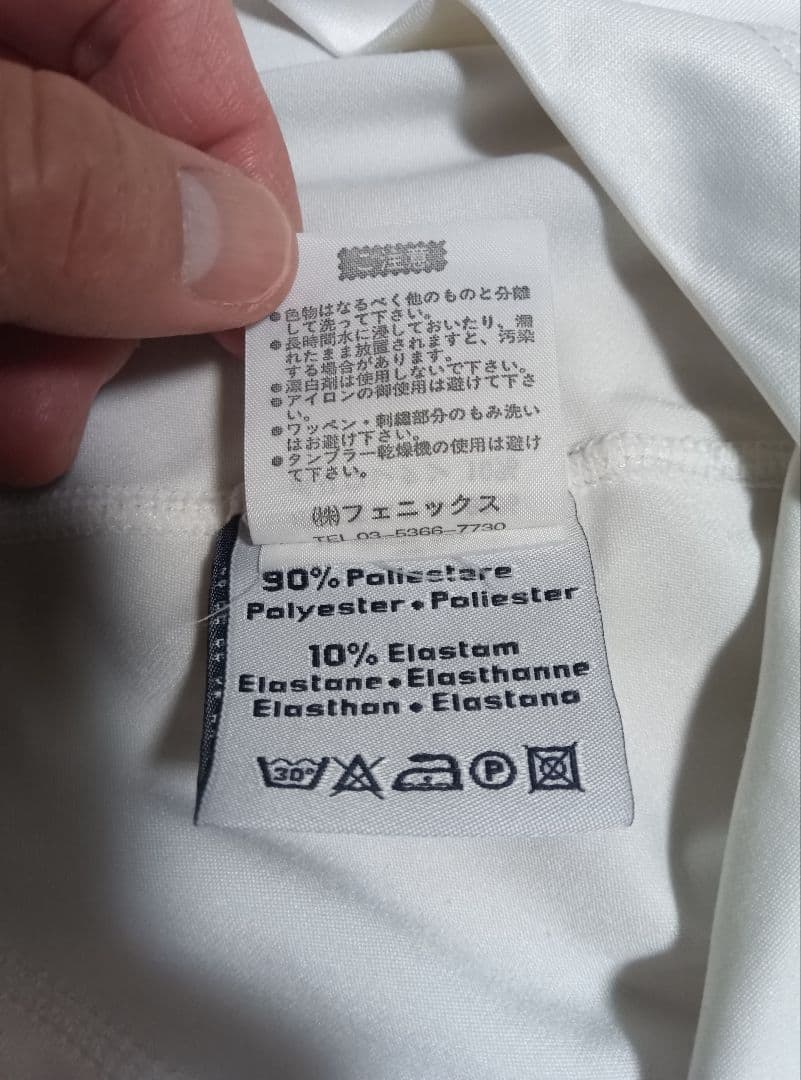 ご注意
●色物はなるべく他のものと分離
して洗って下さい。
●長時間水に浸しておいたり、濡
れたまま放置されますと、汚染
する場合があります。
●漂白剤は使用しないで下さい。
●アイロンの御使用は避けて下さ
い。
●ワッペン・刺繡部分のもみ洗い
はお避け下さい。
●タンブラー乾燥機の使用は避け
て下さい。
㈱フェニックス
TEL 03-5366-7730
90% Poliestere
Polyester • Poliester
10% Elastam
Elastane • Elasthanne
Elasthan • Elastana
30° P